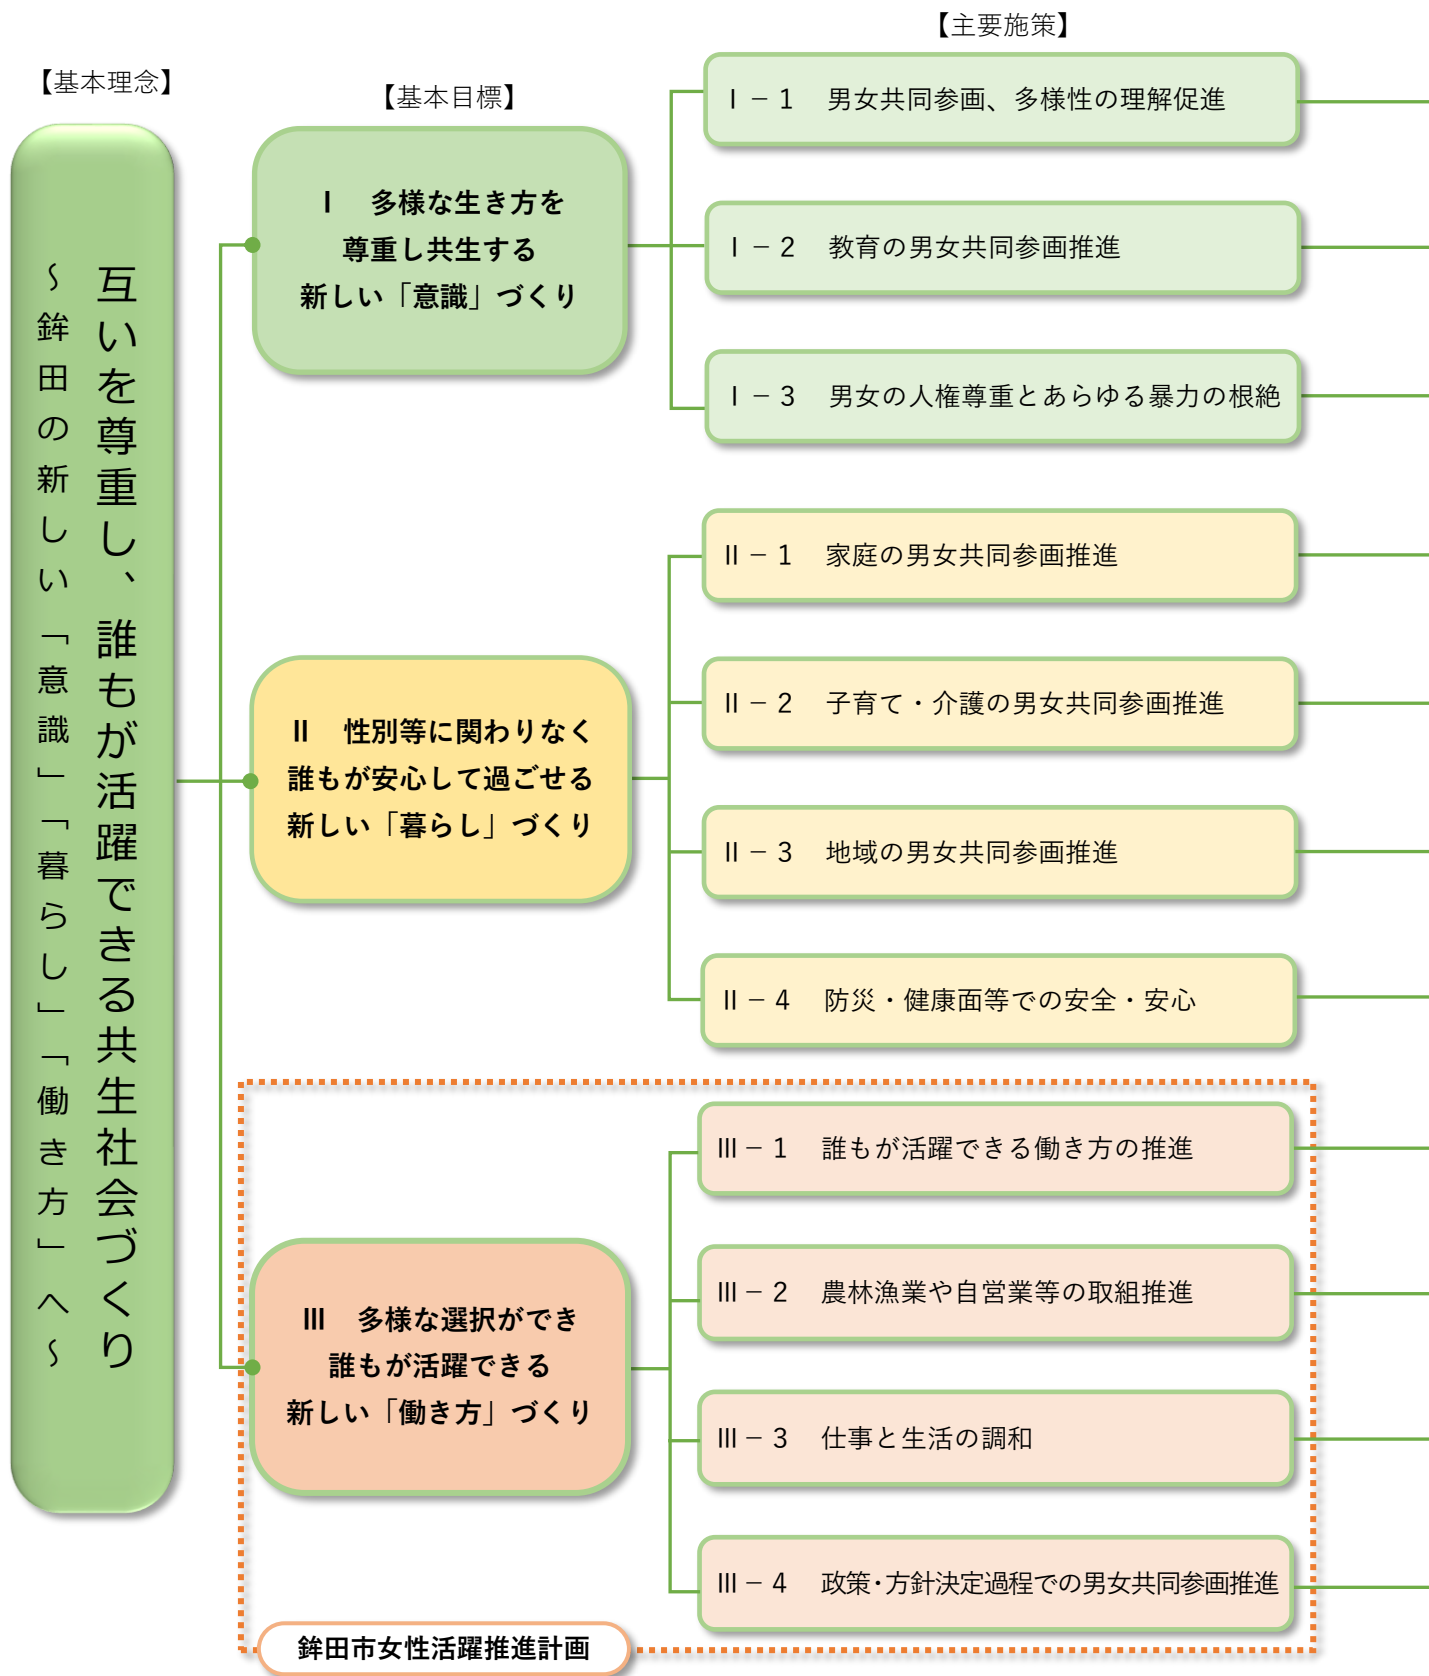 【基本理念】
互いを尊重し、誰もが活躍できる共生社会づくり
～鉾田の新しい「意識」「暮らし」「働き方」へ～
【基本目標】
Ⅰ　多様な生き方を
尊重し共生する
新しい「意識」づくり
Ⅱ　性別等に関わりなく
誰もが安心して過ごせる
新しい「暮らし」づくり
Ⅲ　多様な選択ができ
誰もが活躍できる
新しい「働き方」づくり
【主要施策】
Ⅰ－1　男女共同参画、多様性の理解促進
Ⅰ－2　教育の男女共同参画推進
Ⅰ－3　男女の人権尊重とあらゆる暴力の根絶
Ⅱ－1　家庭の男女共同参画推進
Ⅱ－2　子育て・介護の男女共同参画推進
Ⅱ－3　地域の男女共同参画推進
Ⅱ－4　防災・健康面等での安全・安心
Ⅲ－1　誰もが活躍できる働き方の推進
Ⅲ－2　農林漁業や自営業等の取組推進
Ⅲ－3　仕事と生活の調和
Ⅲ－4　政策・方針決定過程での男女共同参画推進
鉾田市女性活躍推進計画